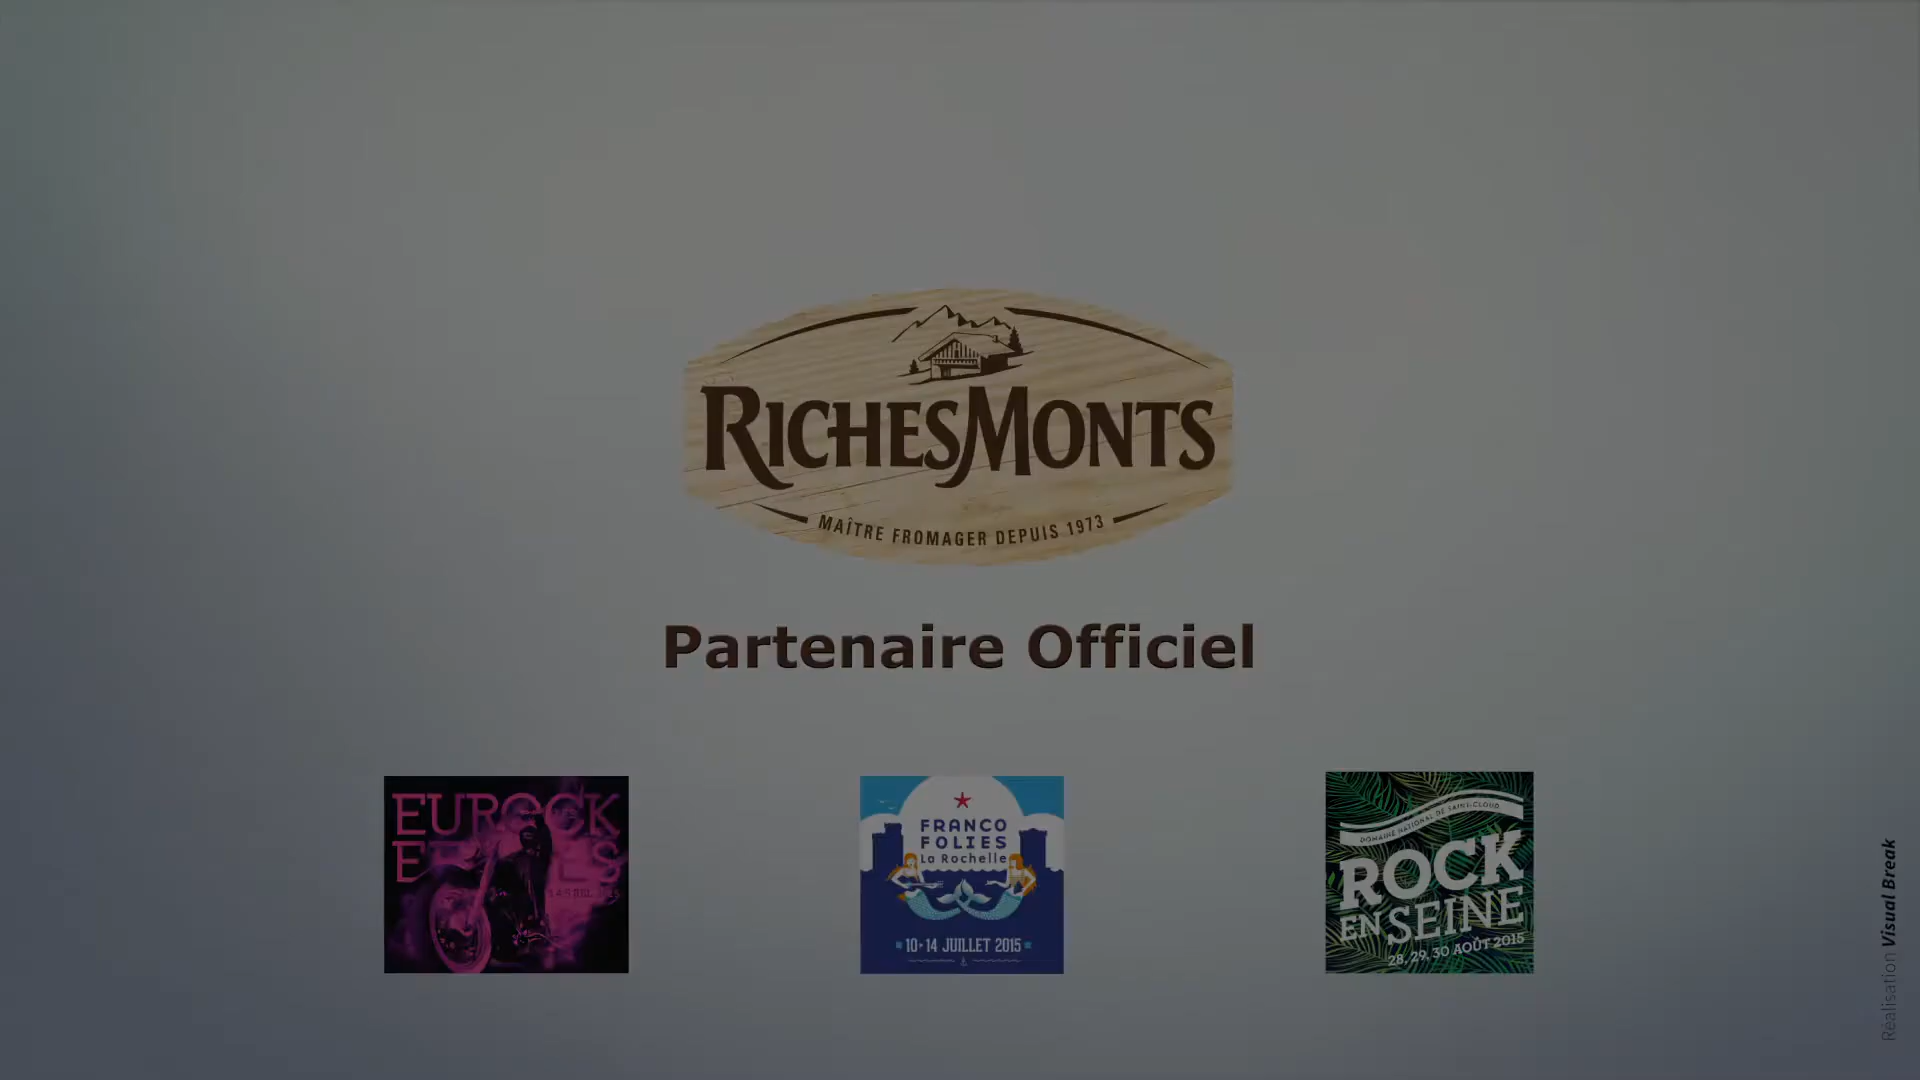 RICHESMONTS
MAÎTRE FROMAGER DEPUIS 1973
Partenaire Officiel
EUROCK
FRANCO
FOLIES
La Rochelle
10•14 JUILLET 2015
DOMAINE NATIONAL DE SAINT-CLOUD
ROCK
EN SEINE
28, 29, 30 AOÛT 2015
Réalisation Visual Break